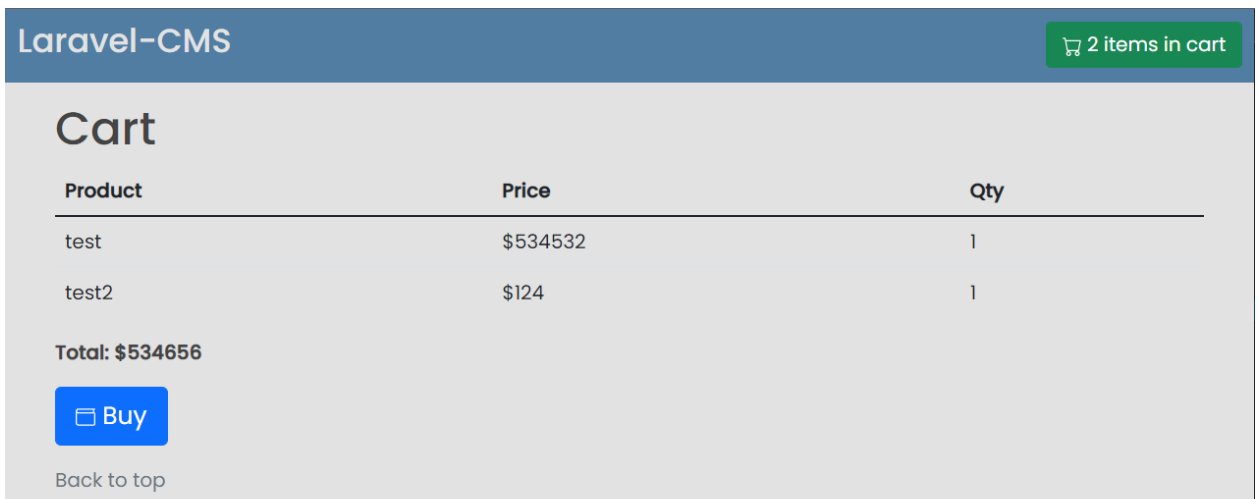 Laravel-CMS
2 items in cart
Cart
Product Price Qty
test $534532 1
test2 $124 1
Total: $534656
Buy
Back to top